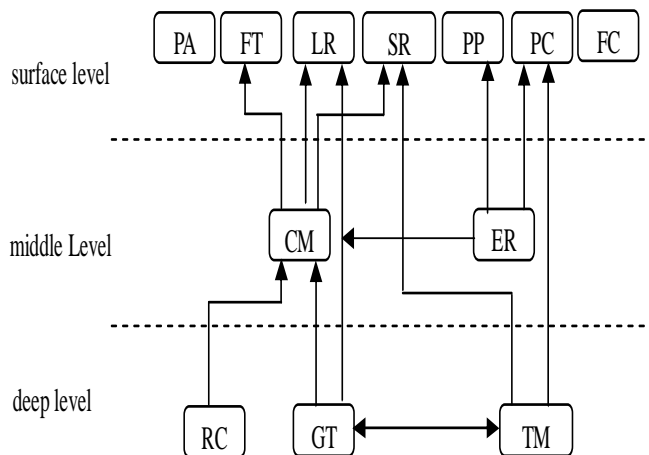 PA FT LR SR PP PC FC
surface level
middle Level
CM ER
deep level
RC GT TM